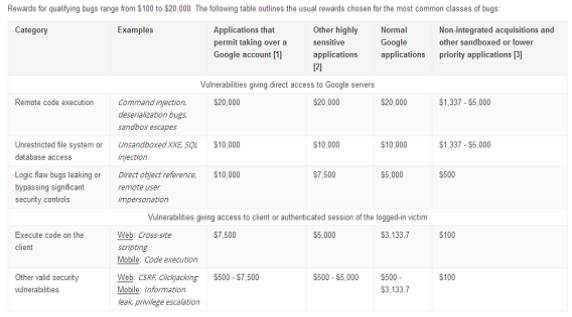 Rewards for qualifying bugs range from $100 to $20,000. The following table outlines the usual rewards chosen for the most common classes of bugs:
Category Examples Applications that permit taking over a Google account [1] Other highly sensitive applications [2] Normal Google applications Non-integrated acquisitions and other sandboxed or lower priority applications [3]
Vulnerabilities giving direct access to Google servers
Remote code execution Command injection, deserialization bugs, sandbox escapes $20,000 $20,000 $20,000 $1,337 - $5,000
Unrestricted file system or database access Unsandboxed XXE, SQL injection $10,000 $10,000 $10,000 $1,337 - $5,000
Logic flaw bugs leaking or bypassing significant security controls Direct object reference, remote user impersonation $10,000 $7,500 $5,000 $500
Vulnerabilities giving access to client or authenticated session of the logged-in victim
Execute code on the client Web: Cross-site scripting Mobile: Code execution $7,500 $5,000 $3,133.7 $100
Other valid security vulnerabilities Web: CSRF, Clickjacking Mobile: Information leak, privilege escalation $500 - $7,500 $500 - $5,000 $500 - $3,133.7 $100